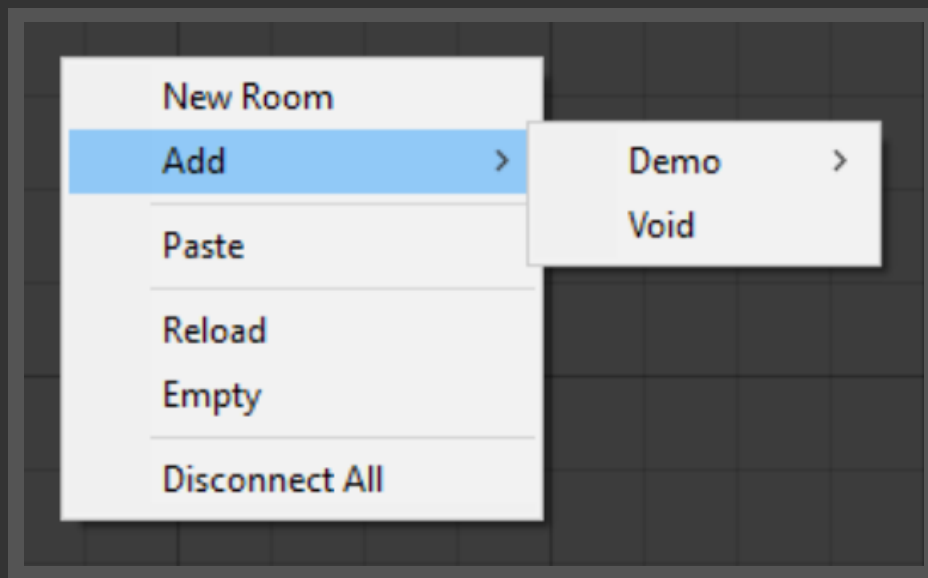 New Room
Add
Demo
Void
Paste
Reload
Empty
Disconnect All